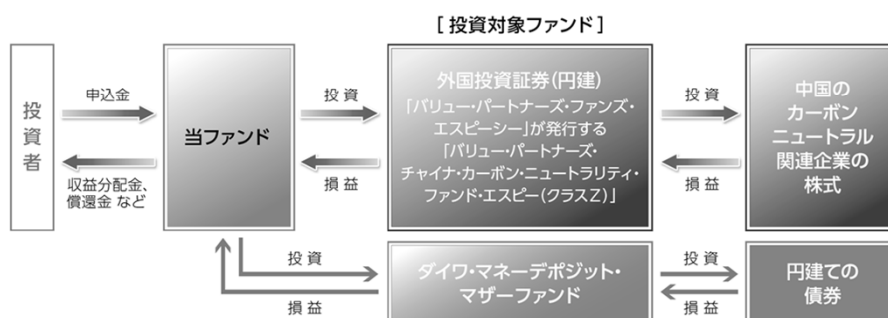 [投資対象ファンド]
投資者
申込金
収益分配金、
償還金 など
当ファンド
投 資
損 益
外国投資証券(円建)
「バリュー・パートナーズ・ファンズ・
エスピーシー」が発行する
「バリュー・パートナーズ・
チャイナ・カーボン・ニュートラリティ・
ファンド・エスピー(クラスZ)」
投 資
損 益
中国の
カーボン
ニュートラル
関連企業の
株式
投 資
損 益
ダイワ・マネーデポジット・
マザーファンド
投 資
損 益
円建ての
債券